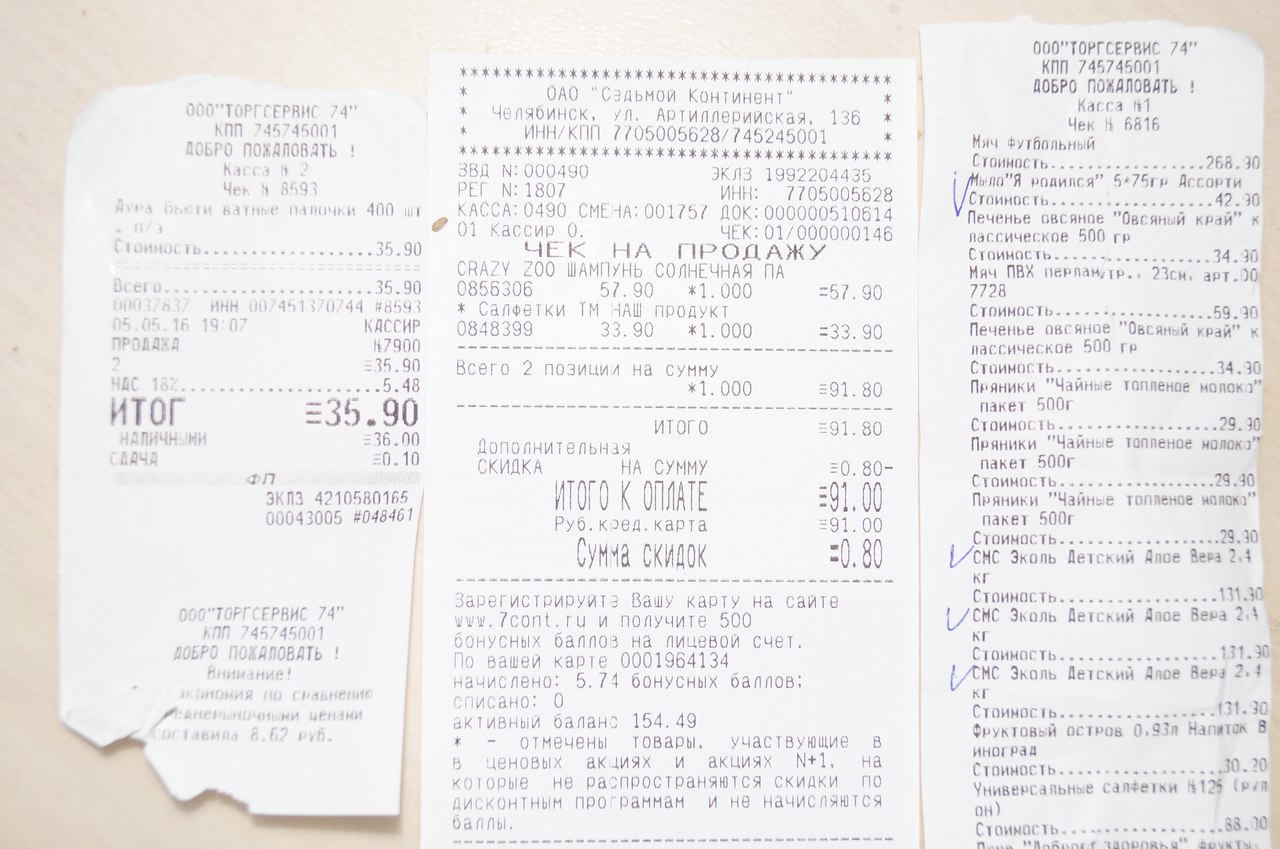 ООО"ТОРГСЕРВИС 74"
КПП 745745001
ДОБРО ПОЖАЛОВАТЬ !
Касса N 2
Чек N 8593
Аура Бьюти ватные палочки 400 шт
. п/э
Стоимость....................35.90
Всего........................35.90
00037837 ИНН 007451370744 #8593
05.05.16 19:07 КАССИР
ПРОДАЖА N7900
2 ≡35.90
НДС 18%.....................5.48
ИТОГ ≡35.90
НАЛИЧНЫМИ ≡36.00
СДАЧА ≡0.10
ФП
ЭКЛЗ 4210580165
00043005 #048461
ООО"ТОРГСЕРВИС 74"
КПП 745745001
ДОБРО ПОЖАЛОВАТЬ !
Внимание!
экономия по сравнению
еднерыночными ценами
составила 8.62 руб.
************************************
* ОАО "Седьмой Континент" *
* Челябинск, ул. Артиллерийская, 136 *
* ИНН/КПП 7705005628/745245001 *
************************************
ЗВД N:000490 ЭКЛЗ 1992204435
РЕГ N:1807 ИНН: 7705005628
КАССА:0490 СМЕНА:001757 ДОК:000000510614
01 Кассир О. ЧЕК:01/000000146
ЧЕК НА ПРОДАЖУ
CRAZY ZOO ШАМПУНЬ СОЛНЕЧНАЯ ПА
0856306 57.90 *1.000 =57.90
* Салфетки ТМ НАШ продукт
0848399 33.90 *1.000 =33.90
Всего 2 позиции на сумму
*1.000 =91.80
ИТОГО ≡91.80
Дополнительная
СКИДКА НА СУММУ ≡0.80-
ИТОГО К ОПЛАТЕ =91.00
Руб.кред.карта ≡91.00
Сумма скидок =0.80
Зарегистрируйте Вашу карту на сайте
www.7cont.ru и получите 500
бонусных баллов на лицевой счет.
По вашей карте 0001964134
начислено: 5.74 бонусных баллов;
списано: 0
активный баланс 154.49
* - отмечены товары, участвующие в
в ценовых акциях и акциях N+1, на
которые не распространяются скидки по
дисконтным программам и не начисляются
баллы.
ООО"ТОРГСЕРВИС 74"
КПП 745745001
ДОБРО ПОЖАЛОВАТЬ !
Касса N1
Чек N 6816
Мяч футбольный
Стоимость....................268.90
Мыло"Я родился" 5*75гр Ассорти
Стоимость....................42.90
Печенье овсяное "Овсяный край" к
лассическое 500 гр
Стоимость....................34.90
Мяч ПВХ перламутр., 23см, арт.00
7728
Стоимость....................59.90
Печенье овсяное "Овсяный край" к
лассическое 500 гр
Стоимость....................34.90
Пряники "Чайные топленое молоко"
пакет 500г
Стоимость....................29.90
Пряники "Чайные топленое молоко"
пакет 500г
Стоимость....................29.90
Пряники "Чайные топленое молоко"
пакет 500г
Стоимость....................29.90
СМС Эколь Детский Алое Вера 2,4
кг
Стоимость....................131.90
СМС Эколь Детский Алое Вера 2,4
кг
Стоимость....................131.90
СМС Эколь Детский Алое Вера 2,4
кг
Стоимость....................131.90
Фруктовый остров 0,93л Напиток В
иноград
Стоимость....................30.20
Универсальные салфетки №126 (рул
он)
Стоимость....................88.00